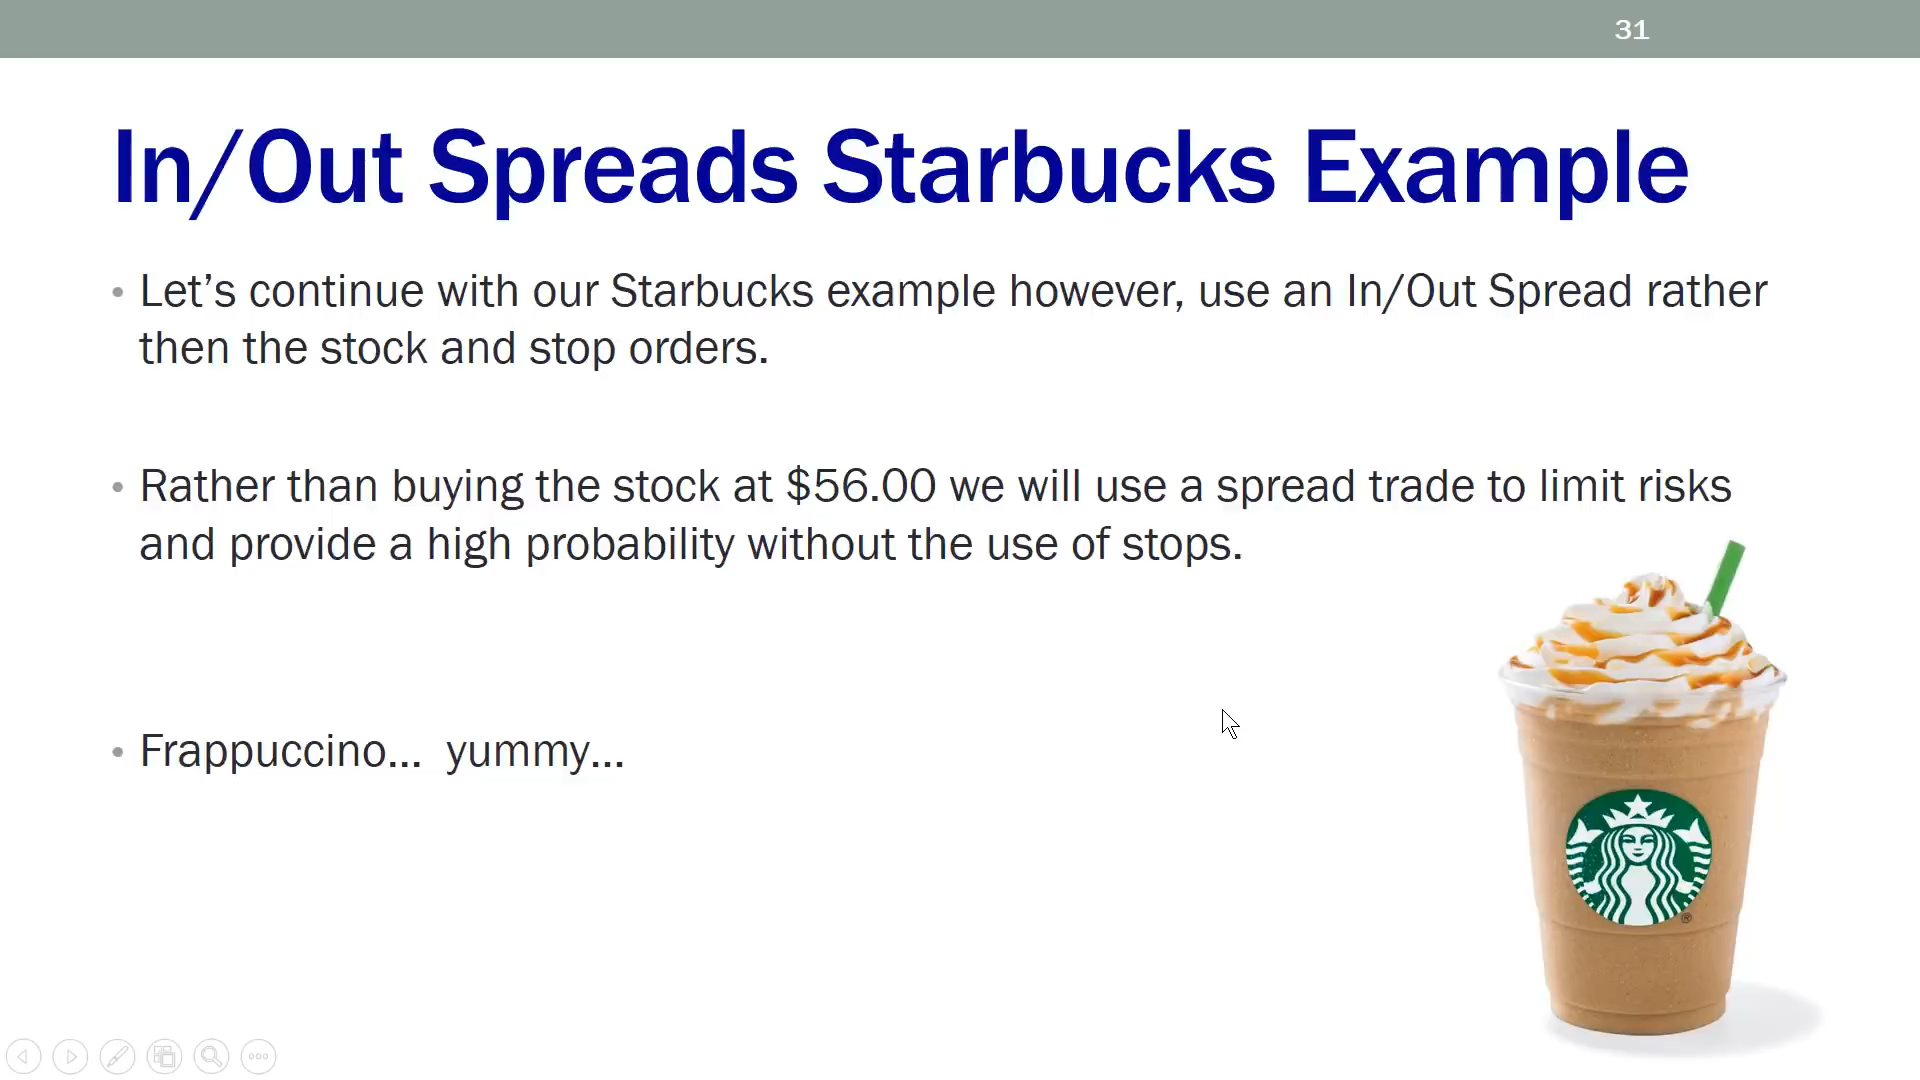 31
In/Out Spreads Starbucks Example
• Let’s continue with our Starbucks example however, use an In/Out Spread rather
then the stock and stop orders.
• Rather than buying the stock at $56.00 we will use a spread trade to limit risks
and provide a high probability without the use of stops.
• Frappuccino...  yummy...